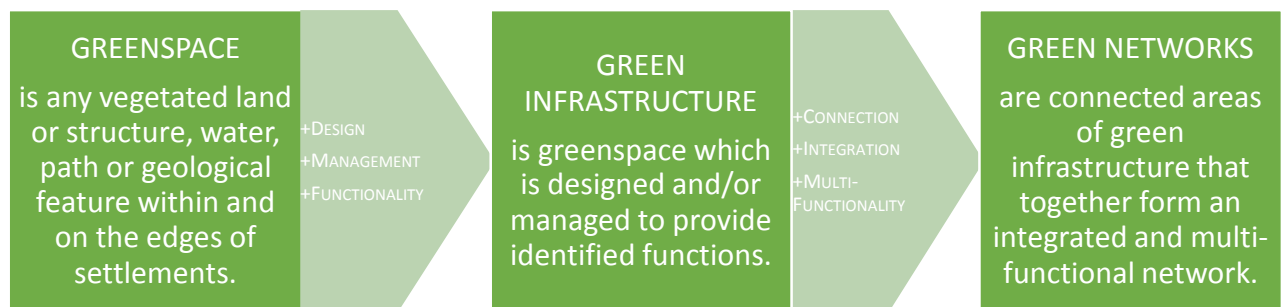 GREENSPACE
is any vegetated land
or structure, water,
path or geological
feature within and
on the edges of
settlements.
+DESIGN
+MANAGEMENT
+FUNCTIONALITY
GREEN
INFRASTRUCTURE
is greenspace which
is designed and/or
managed to provide
identified functions.
+CONNECTION
+INTEGRATION
+MULTI-
FUNCTIONALITY
GREEN NETWORKS
are connected areas
of green
infrastructure that
together form an
integrated and multi-
functional network.